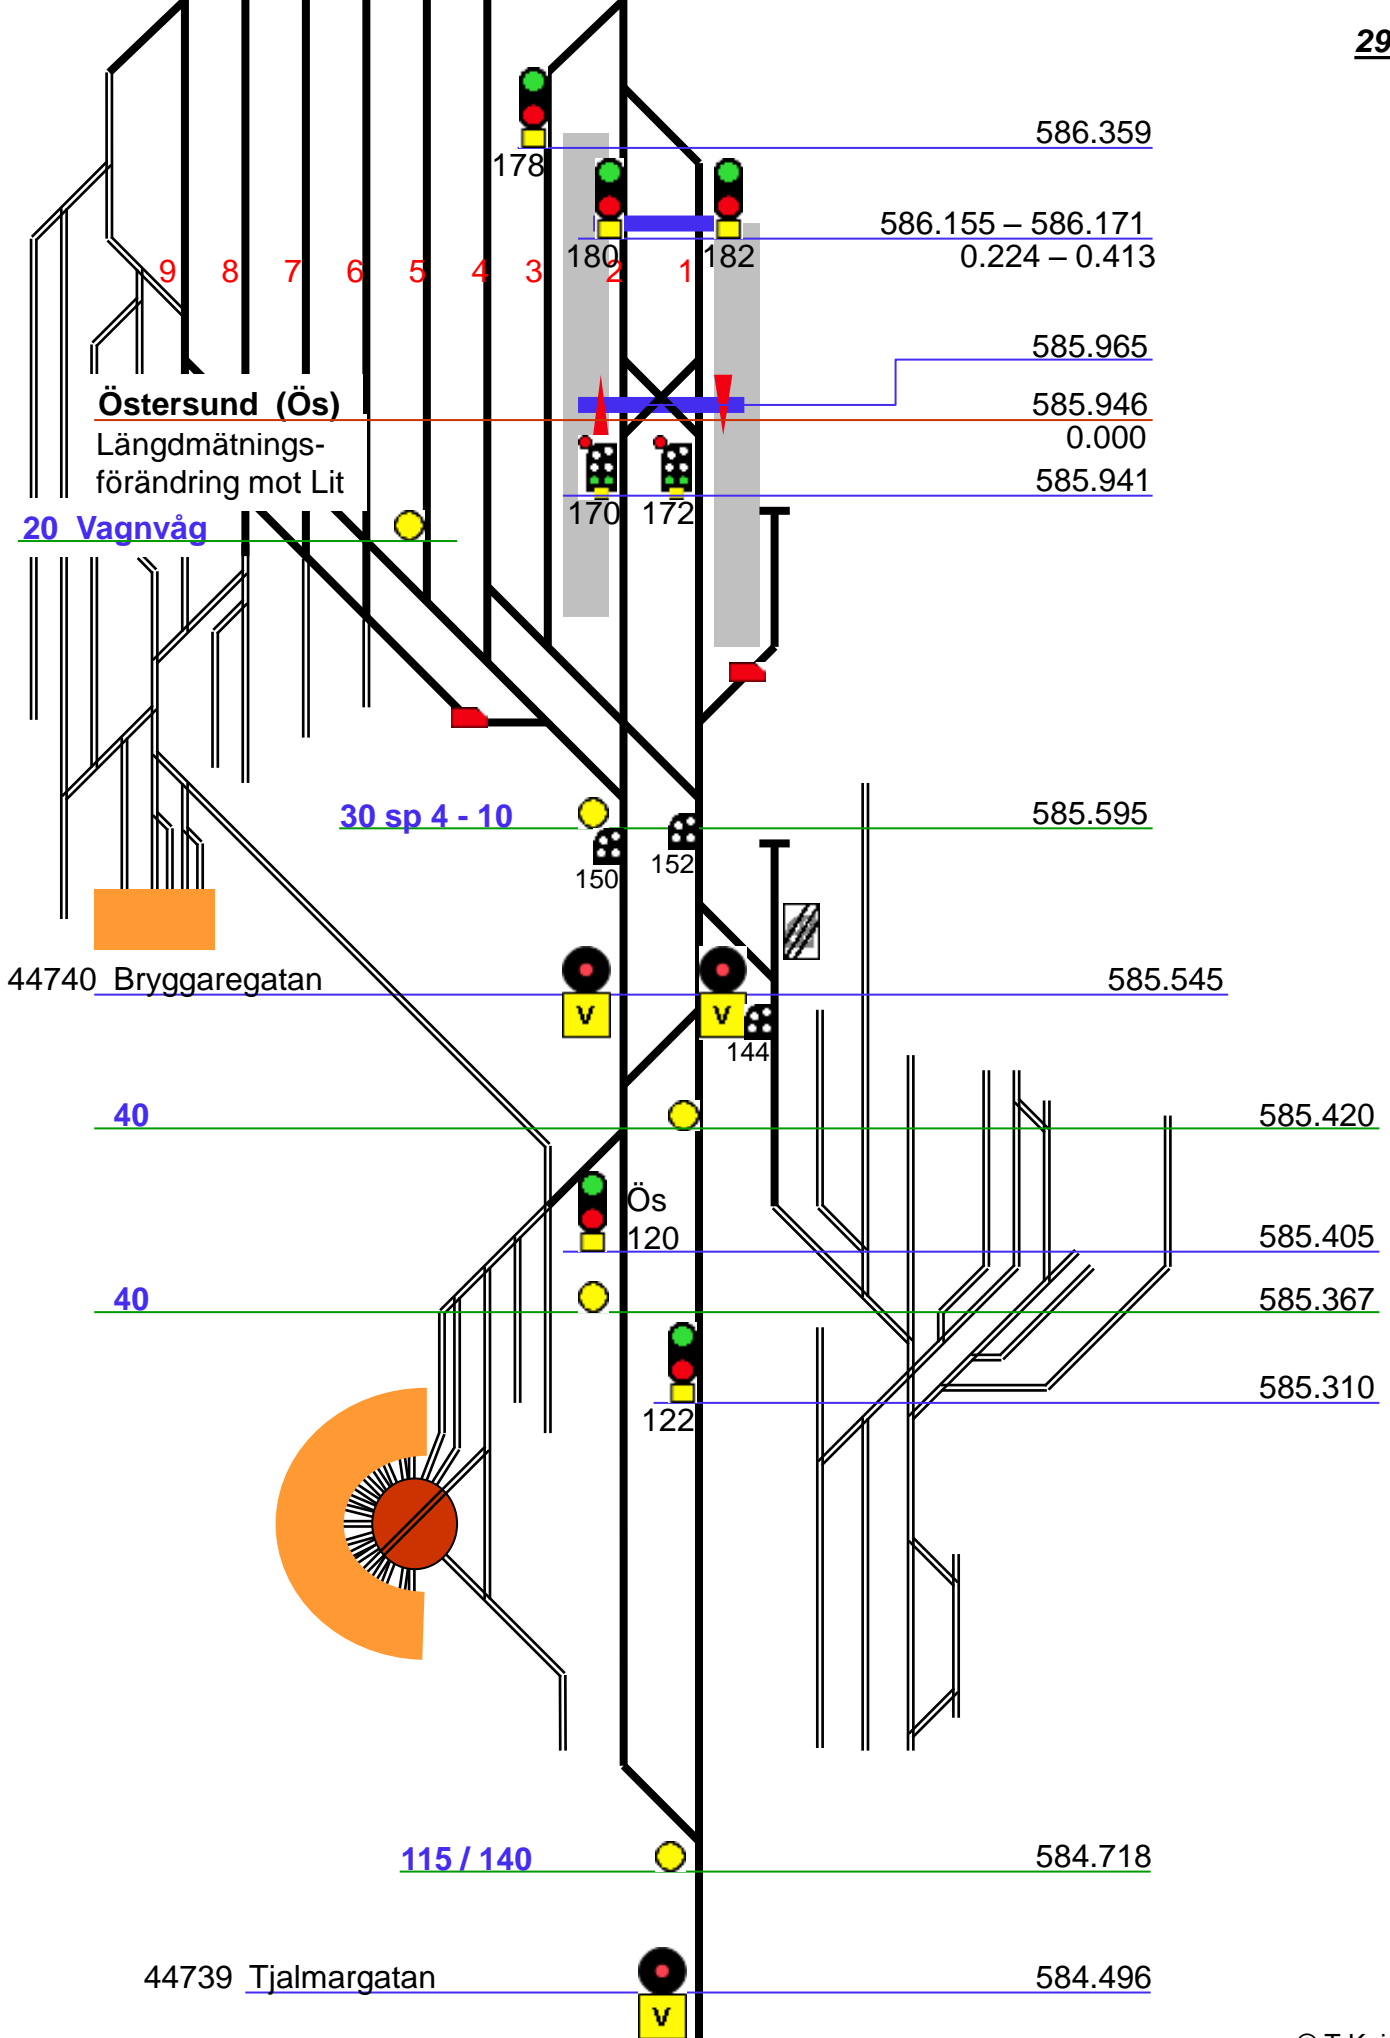 29
586.359
178
586.155 – 586.171
180
182
0.224 – 0.413
9 8 7 6 5 4 3 2 1
585.965
Östersund (Ös)
585.946
Längdmätnings-
0.000
förändring mot Lit
585.941
170
172
20 Vagnvåg
30 sp 4 - 10
585.595
150
152
44740 Bryggaregatan
585.545
V
V
144
40
585.420
Ös
120
585.405
40
585.367
585.310
122
115 / 140
584.718
44739 Tjalmargatan
584.496
V